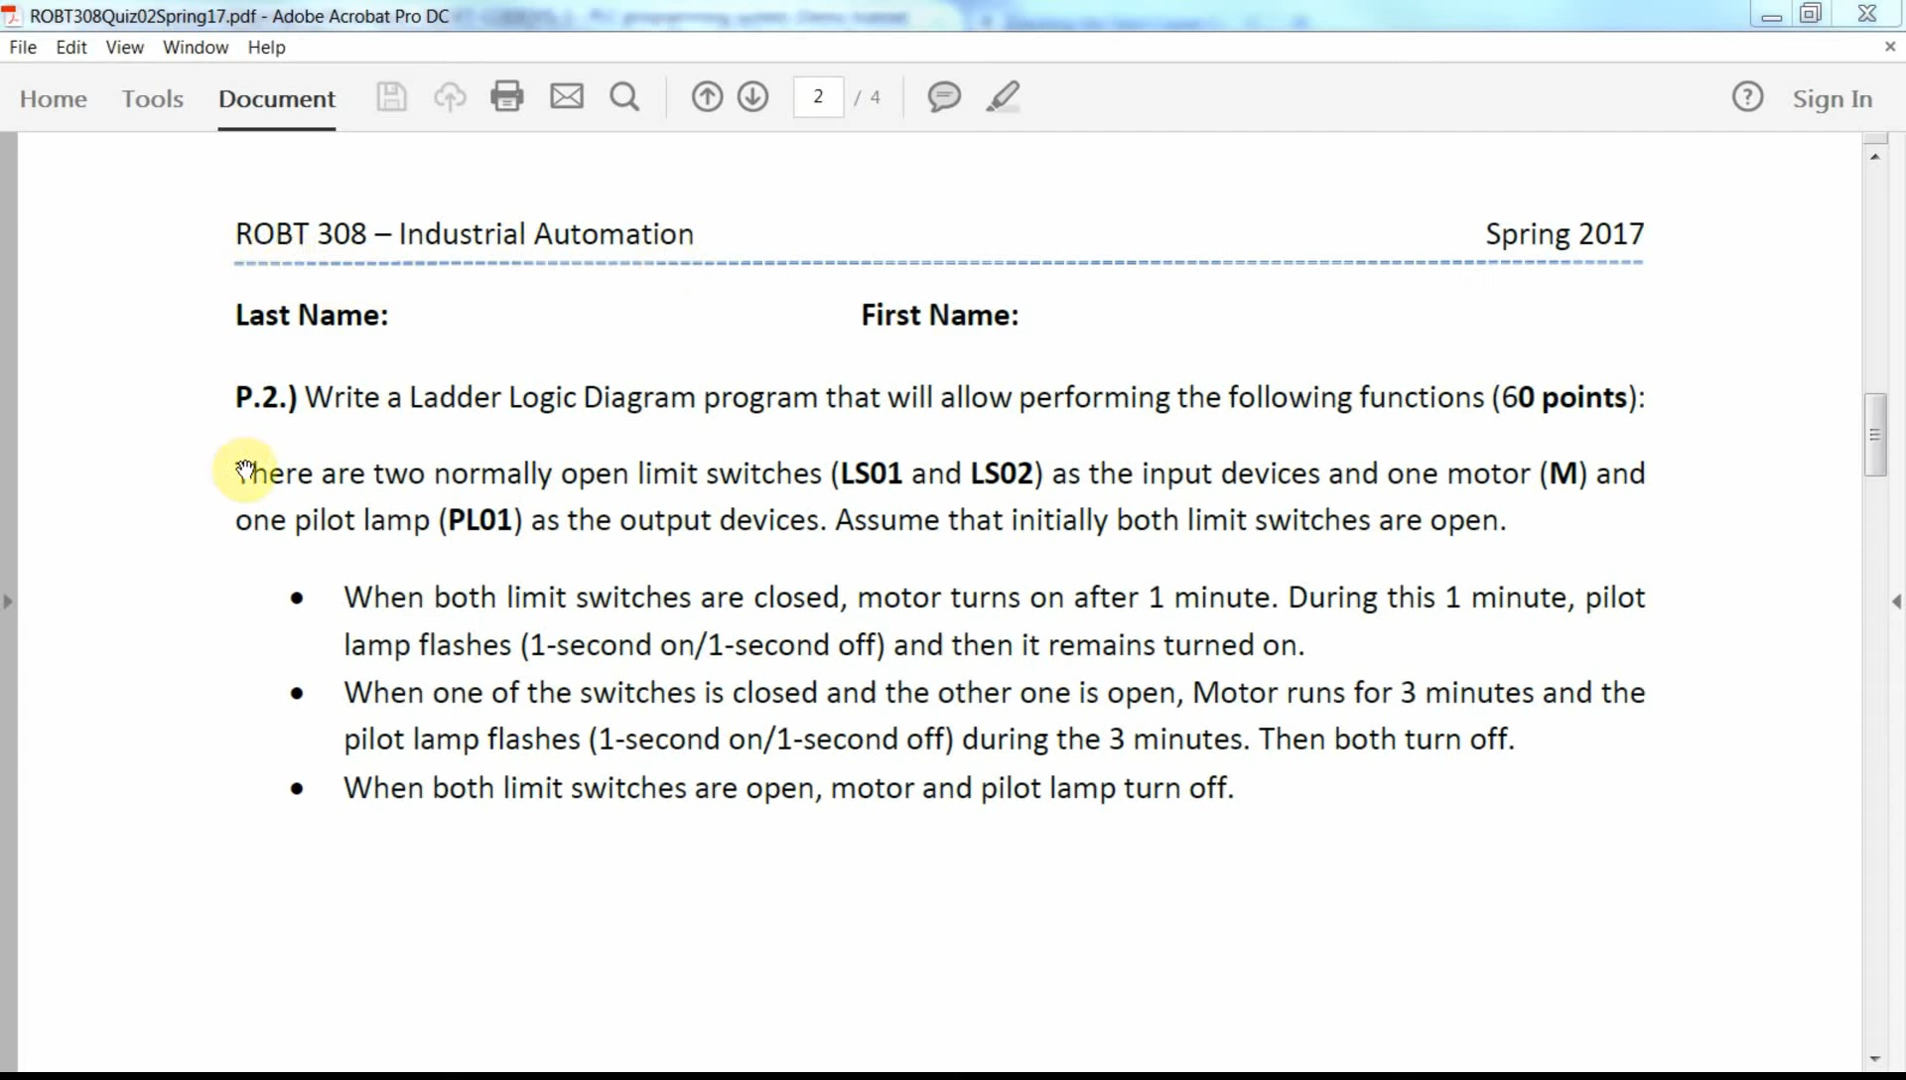 ROBT308Quiz02Spring17.pdf - Adobe Acrobat Pro DC
File Edit View Window Help
Home Tools Document 2 / 4 Sign In
ROBT 308 – Industrial Automation Spring 2017
Last Name: First Name:
P.2.) Write a Ladder Logic Diagram program that will allow performing the following functions (60 points):
There are two normally open limit switches (LS01 and LS02) as the input devices and one motor (M) and
one pilot lamp (PL01) as the output devices. Assume that initially both limit switches are open.
• When both limit switches are closed, motor turns on after 1 minute. During this 1 minute, pilot
lamp flashes (1-second on/1-second off) and then it remains turned on.
• When one of the switches is closed and the other one is open, Motor runs for 3 minutes and the
pilot lamp flashes (1-second on/1-second off) during the 3 minutes. Then both turn off.
• When both limit switches are open, motor and pilot lamp turn off.